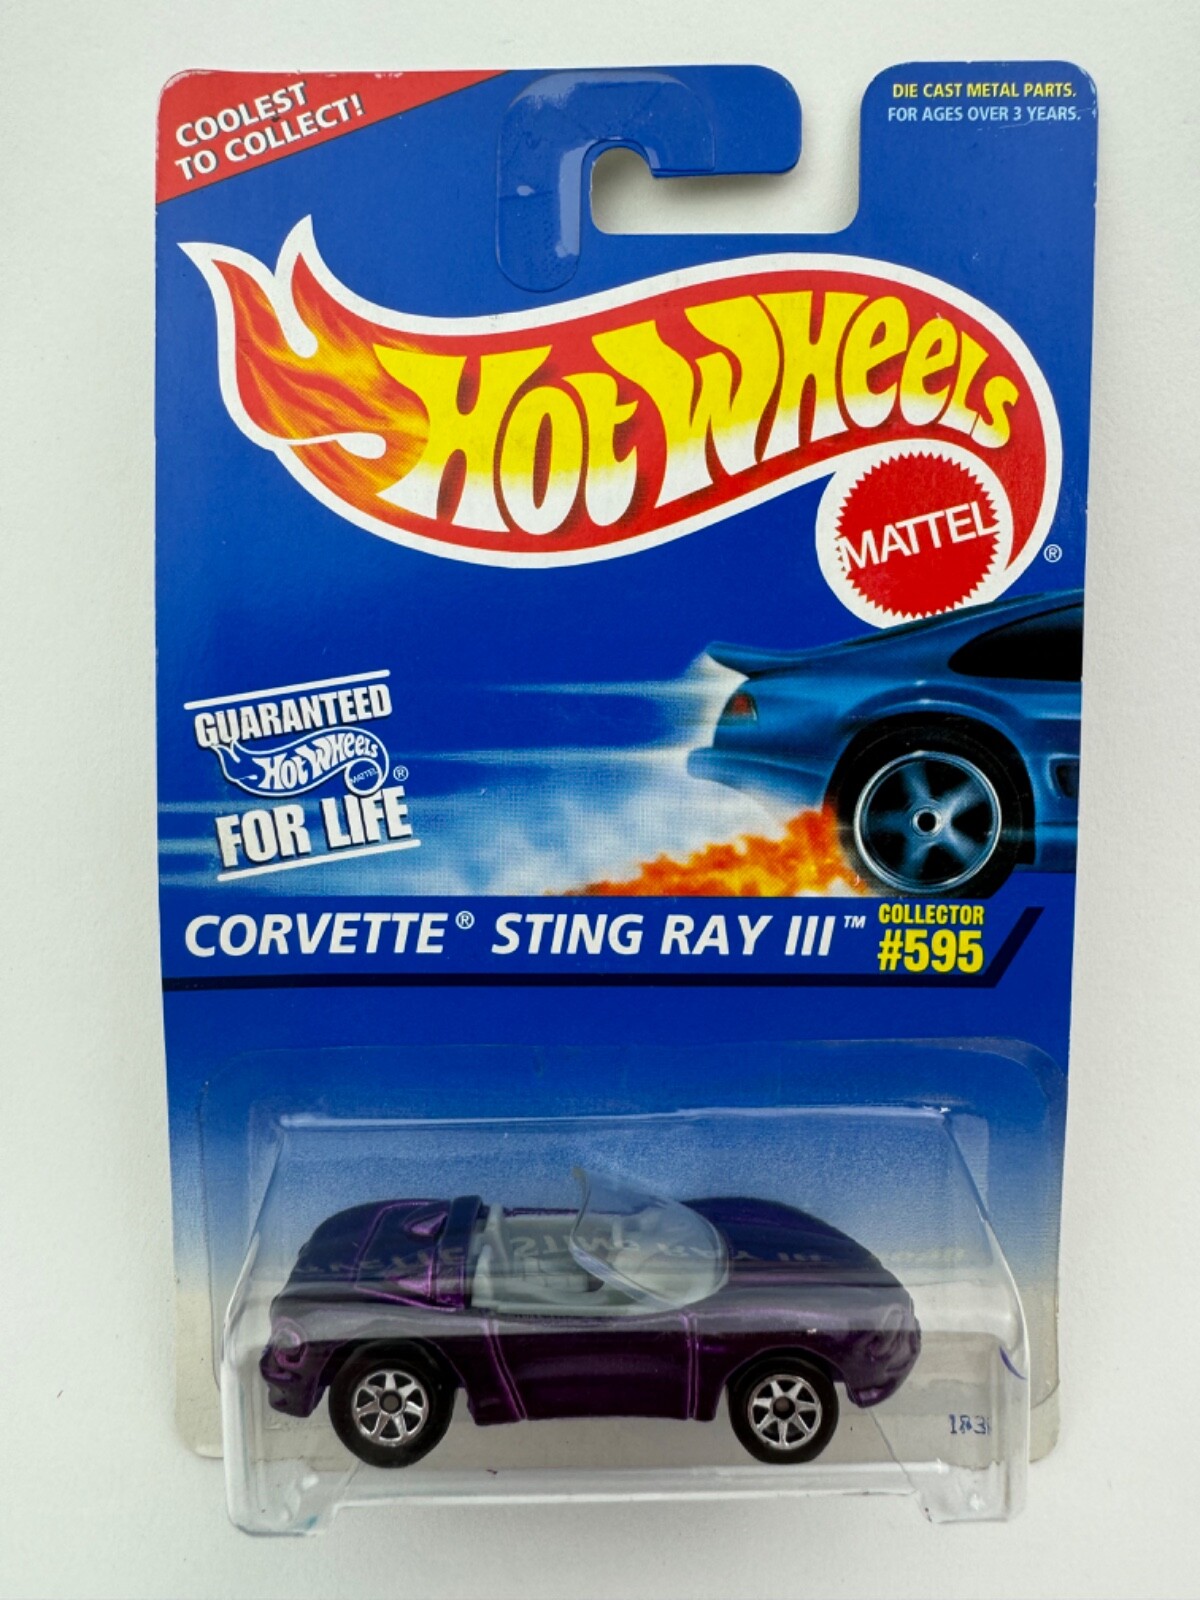 COOLEST
TO COLLECT!
DIE CAST METAL PARTS.
FOR AGES OVER 3 YEARS.
HOT WHEELS
MATTEL
®
GUARANTEED
HOT WHEELS
MATTEL
®
FOR LIFE
CORVETTE® STING RAY III™
COLLECTOR
#595